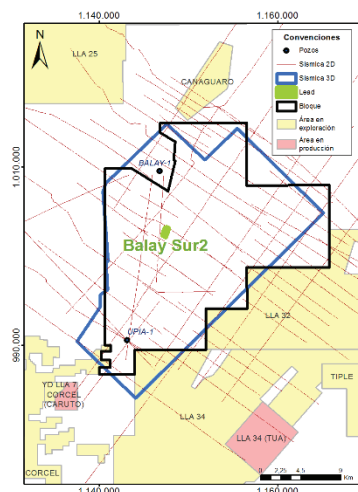 1.140.000
1.160.000
LLA 25
CANAGUARO
N
Convenciones
Pozos
Sísmica 2D
Sísmica 3D
Lead
Bloque
Área en
exploración
Área en
producción
1.010.000
BALAY-1
Balay Sur2
990.000
UPIA-1
LLA 32
YD LLA 7
CORCEL
(CARUTO)
TIPLE
LLA 34
LLA 34 (TUA)
CORCEL
0 2,25 4,5 9
Km
1.140.000
1.160.000